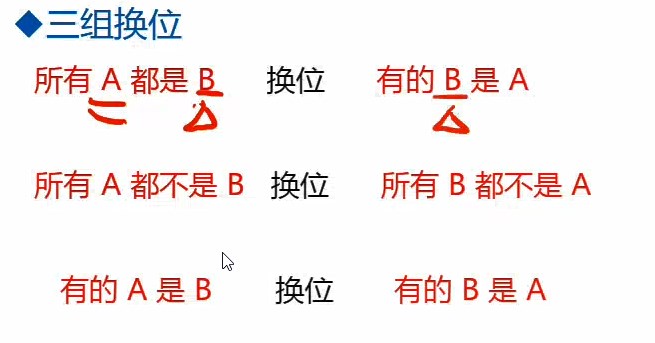 ◆三组换位
所有 A 都是 B 换位 有的 B 是 A
所有 A 都不是 B 换位 所有 B 都不是 A
有的 A 是 B 换位 有的 B 是 A